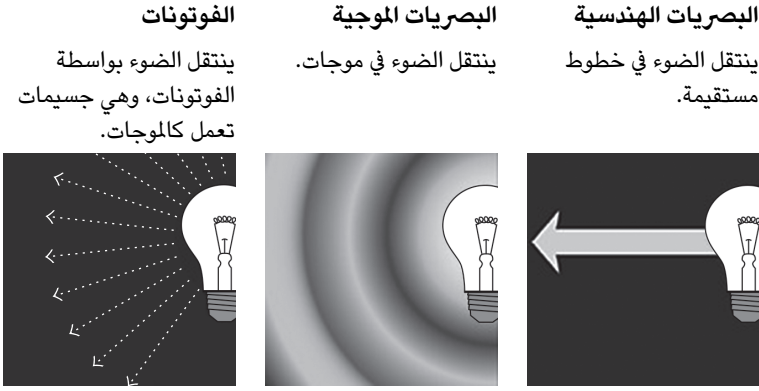 البصريات الهندسية
ينتقل الضوء في خطوط
مستقيمة.
البصريات الموجية
ينتقل الضوء في موجات.
الفوتونات
ينتقل الضوء بواسطة
الفوتونات، وهي جسيمات
تعمل كالموجات.